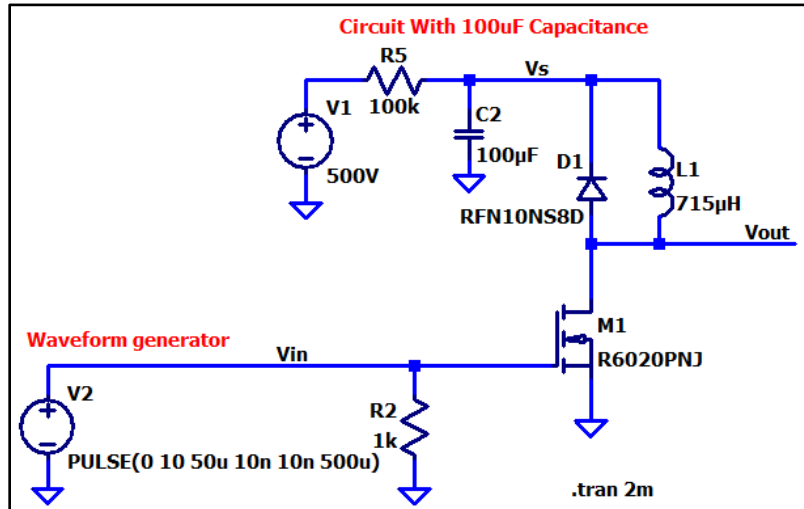 Circuit With 100uF Capacitance
R5
100k
Vs
V1
500V
C2
100µF
D1
RFN10NS8D
L1
715µH
Vout
Waveform generator
Vin
M1
R6020PNJ
V2
R2
1k
PULSE(0 10 50u 10n 10n 500u)
.tran 2m